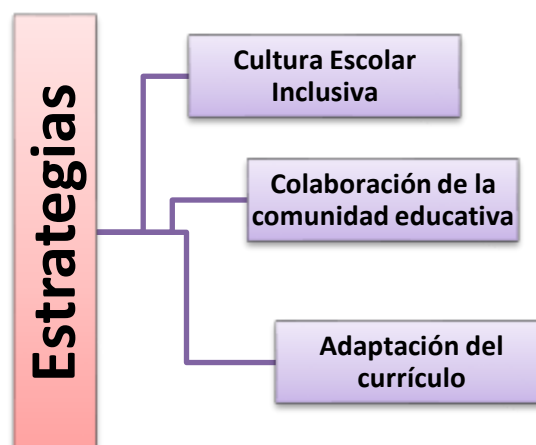 Estrategias
Cultura Escolar
Inclusiva
Colaboración de la
comunidad educativa
Adaptación del
currículo